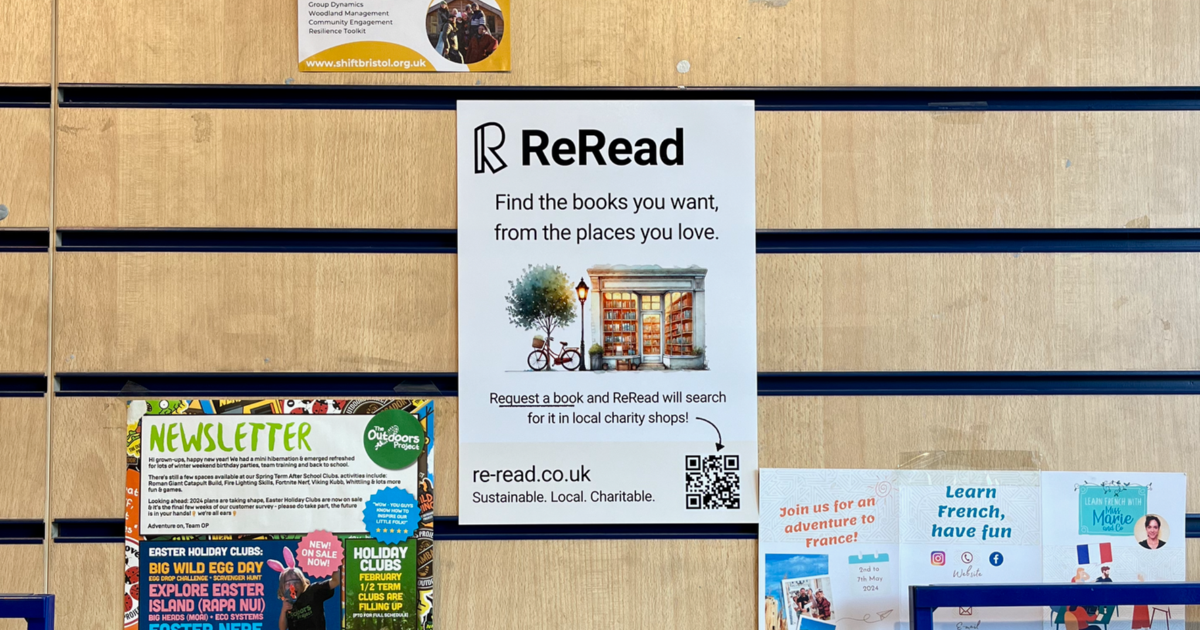 Group Dynamics
Woodland Management
Community Engagement
Resilience Toolkit
www.shiftbristol.org.uk
ReRead
Find the books you want,
from the places you love.
Request a book and ReRead will search
for it in local charity shops!
re-read.co.uk
Sustainable. Local. Charitable.
NEWSLETTER
The
Outdoors
Project
Hi grown-ups, happy new year! We had a mini hibernation & emerged refreshed
for lots of winter weekend birthday parties, team training and back to school.
There's still a few spaces available at our Spring Term After School Clubs: activities include:
Roman Giant Catapult Build, Fire Lighting Skills, Fortnite Nerf, Viking Kubb, Whittling & lots more
fun & games.
Looking ahead: 2024 plans are taking shape, Easter Holiday Clubs are now on sale
& it's the final few weeks of our customer survey - please do take part, the future
is in your hands! we're all ears
Adventure on, Team OP
"WOW - YOU GUYS
KNOW HOW TO
INSPIRE OUR
LITTLE FOLK!"
EASTER HOLIDAY CLUBS:
BIG WILD EGG DAY
EGG DROP CHALLENGE • SCAVENGER HUNT
EXPLORE EASTER
ISLAND (RAPA NUI)
BIG HEADS (MOAI) • ECO SYSTEMS
EASTER NERF
NEW!
ON SALE
NOW!
HOLIDAY
CLUBS
FEBRUARY
1/2 TERM
CLUBS ARE
FILLING UP
(PTO FOR FULL SCHEDULE)
Join us for an
adventure to
France!
2nd to
7th May
2024
Learn
French,
have fun
Website
Email
LEARN FRENCH WITH
Miss
Marie
and Co